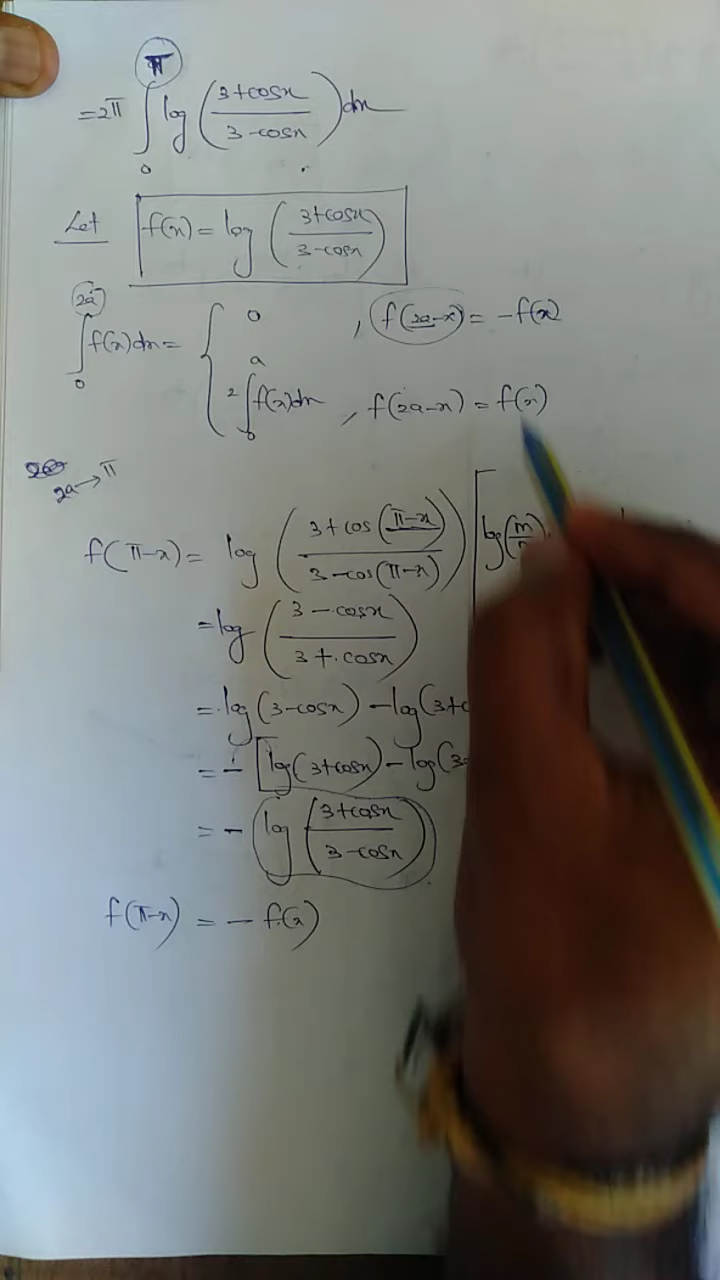 = 2π ∫₀^π log((3+cosx)/(3-cosx)) dx
Let f(x) = log((3+cosx)/(3-cosx))
∫₀^2a f(x)dx = { 0 , f(2a-x) = -f(x)
2∫₀^a f(x)dx , f(2a-x) = f(x)
2a → π
f(π-x) = log((3+cos(π-x))/(3-cos(π-x))) [log(m/
= log((3-cosx)/(3+cosx))
= log(3-cosx) - log(3+c
= -[log(3+cosx) - log(3-
= -(log((3+cosx)/(3-cosx)))
f(π-x) = - f(x)